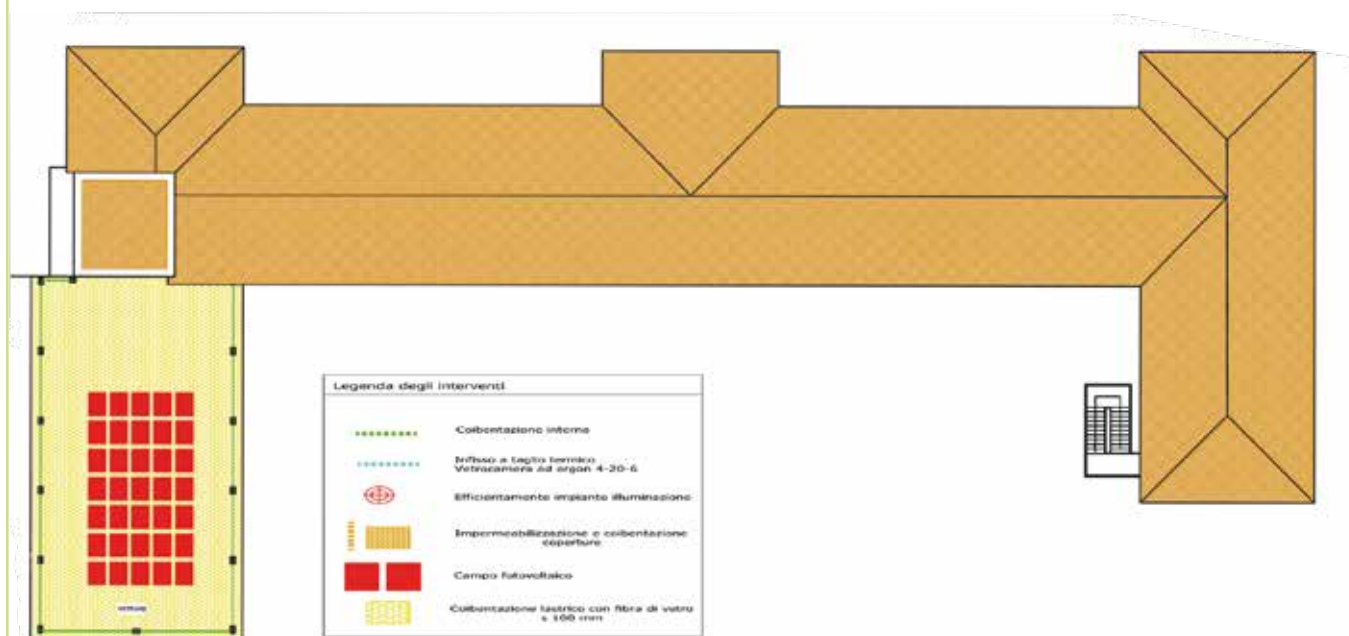 Legenda degli interventi
Coibentazione interna
Infisso a taglio termico
Vetrocamera ad argon 4-20-6
Efficientamento impianto illuminazione
Impermeabilizzazione e coibentazione
coperture
Campo fotovoltaico
Coibentazione lastrico con fibra di vetro
s 100 mm